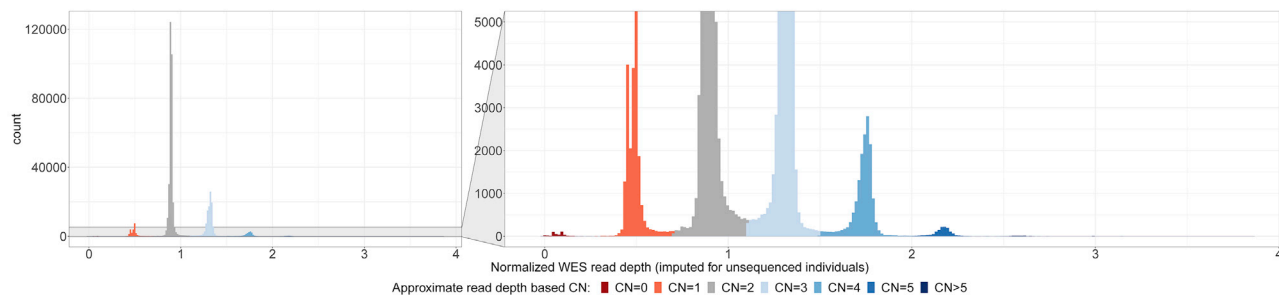 count
120000
80000
40000
0
0 1 2 3 4
5000
4000
3000
2000
1000
0
0 1 2 3 4
Normalized WES read depth (imputed for unsequenced individuals)
Approximate read depth based CN: CN=0 CN=1 CN=2 CN=3 CN=4 CN=5 CN>5